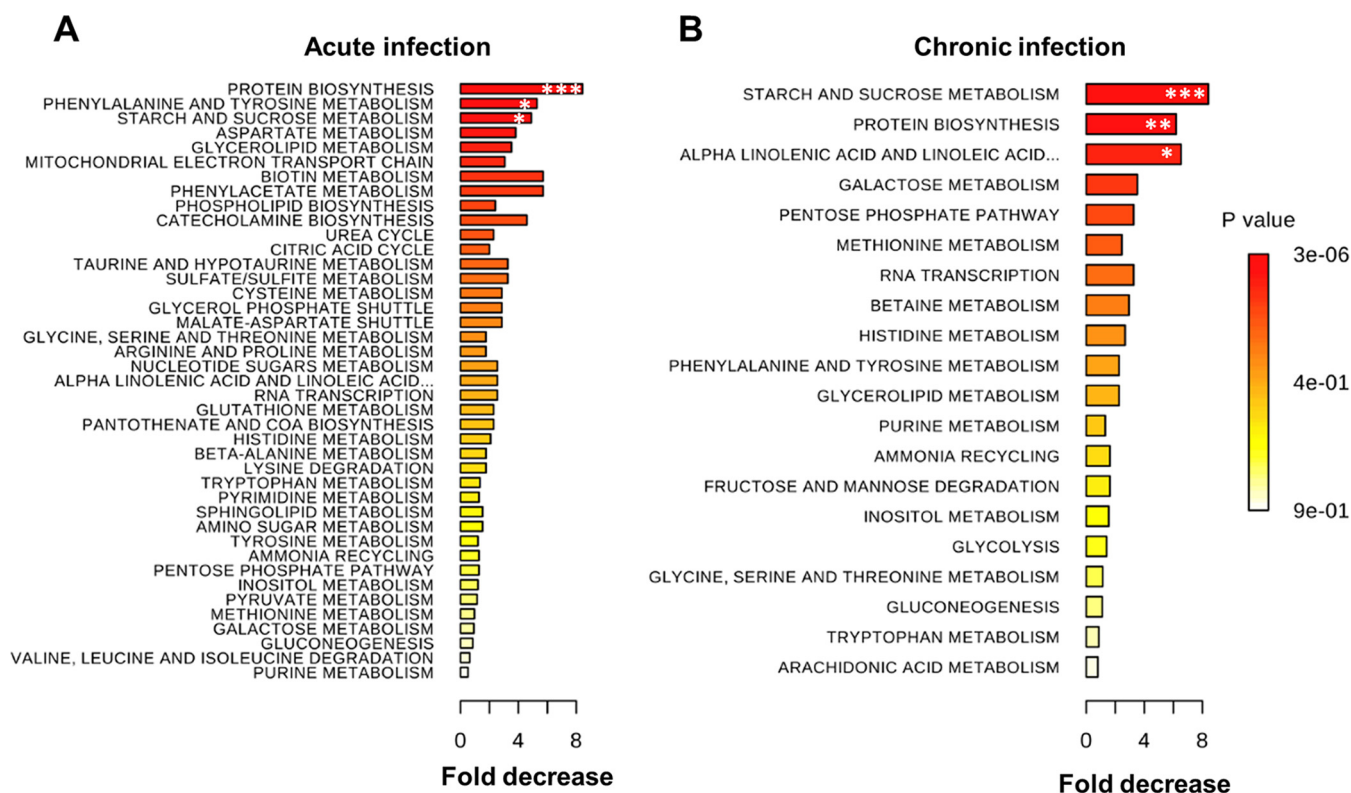 A
Acute infection
PROTEIN BIOSYNTHESIS ***
PHENYLALANINE AND TYROSINE METABOLISM *
STARCH AND SUCROSE METABOLISM *
ASPARTATE METABOLISM
GLYCEROLIPID METABOLISM
MITOCHONDRIAL ELECTRON TRANSPORT CHAIN
BIOTIN METABOLISM
PHENYLACETATE METABOLISM
PHOSPHOLIPID BIOSYNTHESIS
CATECHOLAMINE BIOSYNTHESIS
UREA CYCLE
CITRIC ACID CYCLE
TAURINE AND HYPOTAURINE METABOLISM
SULFATE/SULFITE METABOLISM
CYSTEINE METABOLISM
GLYCEROL PHOSPHATE SHUTTLE
MALATE-ASPARTATE SHUTTLE
GLYCINE, SERINE AND THREONINE METABOLISM
ARGININE AND PROLINE METABOLISM
NUCLEOTIDE SUGARS METABOLISM
ALPHA LINOLENIC ACID AND LINOLEIC ACID...
RNA TRANSCRIPTION
GLUTATHIONE METABOLISM
PANTOTHENATE AND COA BIOSYNTHESIS
HISTIDINE METABOLISM
BETA-ALANINE METABOLISM
LYSINE DEGRADATION
TRYPTOPHAN METABOLISM
PYRIMIDINE METABOLISM
SPHINGOLIPID METABOLISM
AMINO SUGAR METABOLISM
TYROSINE METABOLISM
AMMONIA RECYCLING
PENTOSE PHOSPHATE PATHWAY
INOSITOL METABOLISM
PYRUVATE METABOLISM
METHIONINE METABOLISM
GALACTOSE METABOLISM
GLUCONEOGENESIS
VALINE, LEUCINE AND ISOLEUCINE DEGRADATION
PURINE METABOLISM
0 4 8
Fold decrease
B
Chronic infection
STARCH AND SUCROSE METABOLISM ***
PROTEIN BIOSYNTHESIS **
ALPHA LINOLENIC ACID AND LINOLEIC ACID... *
GALACTOSE METABOLISM
PENTOSE PHOSPHATE PATHWAY
METHIONINE METABOLISM
RNA TRANSCRIPTION
BETAINE METABOLISM
HISTIDINE METABOLISM
PHENYLALANINE AND TYROSINE METABOLISM
GLYCEROLIPID METABOLISM
PURINE METABOLISM
AMMONIA RECYCLING
FRUCTOSE AND MANNOSE DEGRADATION
INOSITOL METABOLISM
GLYCOLYSIS
GLYCINE, SERINE AND THREONINE METABOLISM
GLUCONEOGENESIS
TRYPTOPHAN METABOLISM
ARACHIDONIC ACID METABOLISM
0 4 8
Fold decrease
P value
3e-06
4e-01
9e-01